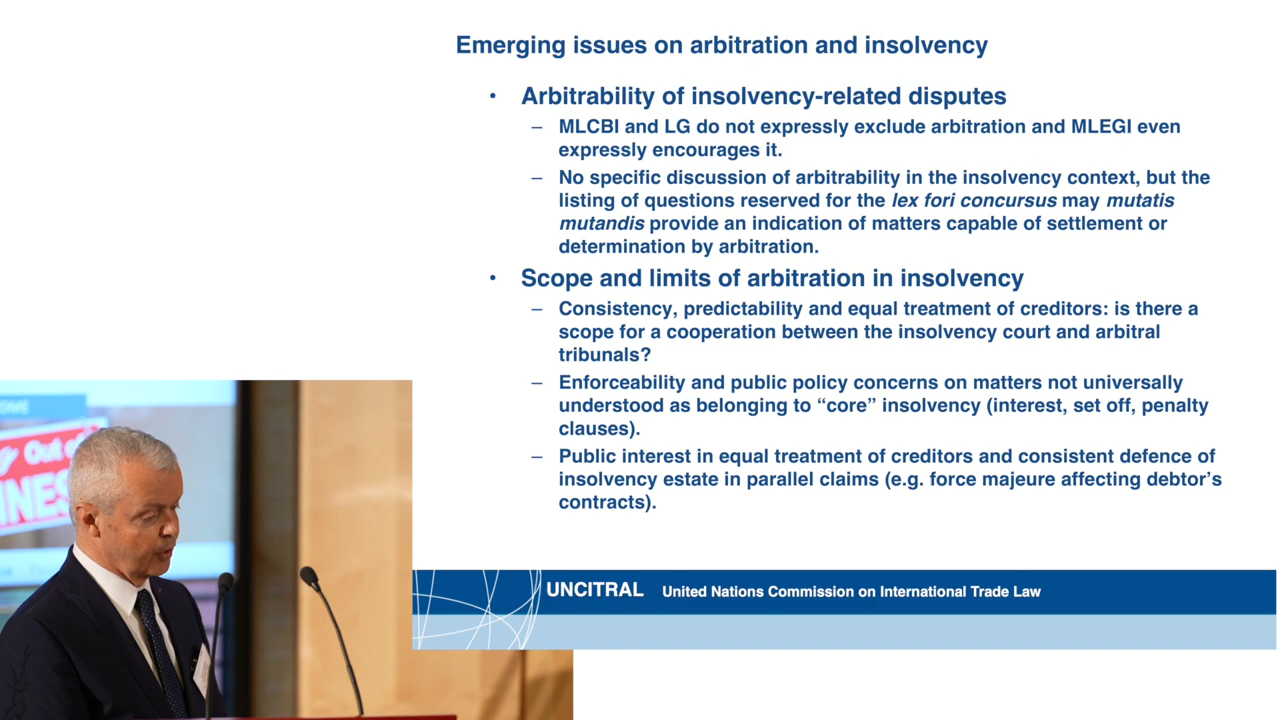 Emerging issues on arbitration and insolvency
• Arbitrability of insolvency-related disputes
– MLCBI and LG do not expressly exclude arbitration and MLEGI even
expressly encourages it.
– No specific discussion of arbitrability in the insolvency context, but the
listing of questions reserved for the lex fori concursus may mutatis
mutandis provide an indication of matters capable of settlement or
determination by arbitration.
• Scope and limits of arbitration in insolvency
– Consistency, predictability and equal treatment of creditors: is there a
scope for a cooperation between the insolvency court and arbitral
tribunals?
– Enforceability and public policy concerns on matters not universally
understood as belonging to “core” insolvency (interest, set off, penalty
clauses).
– Public interest in equal treatment of creditors and consistent defence of
insolvency estate in parallel claims (e.g. force majeure affecting debtor’s
contracts).
UNCITRAL United Nations Commission on International Trade Law
Out of